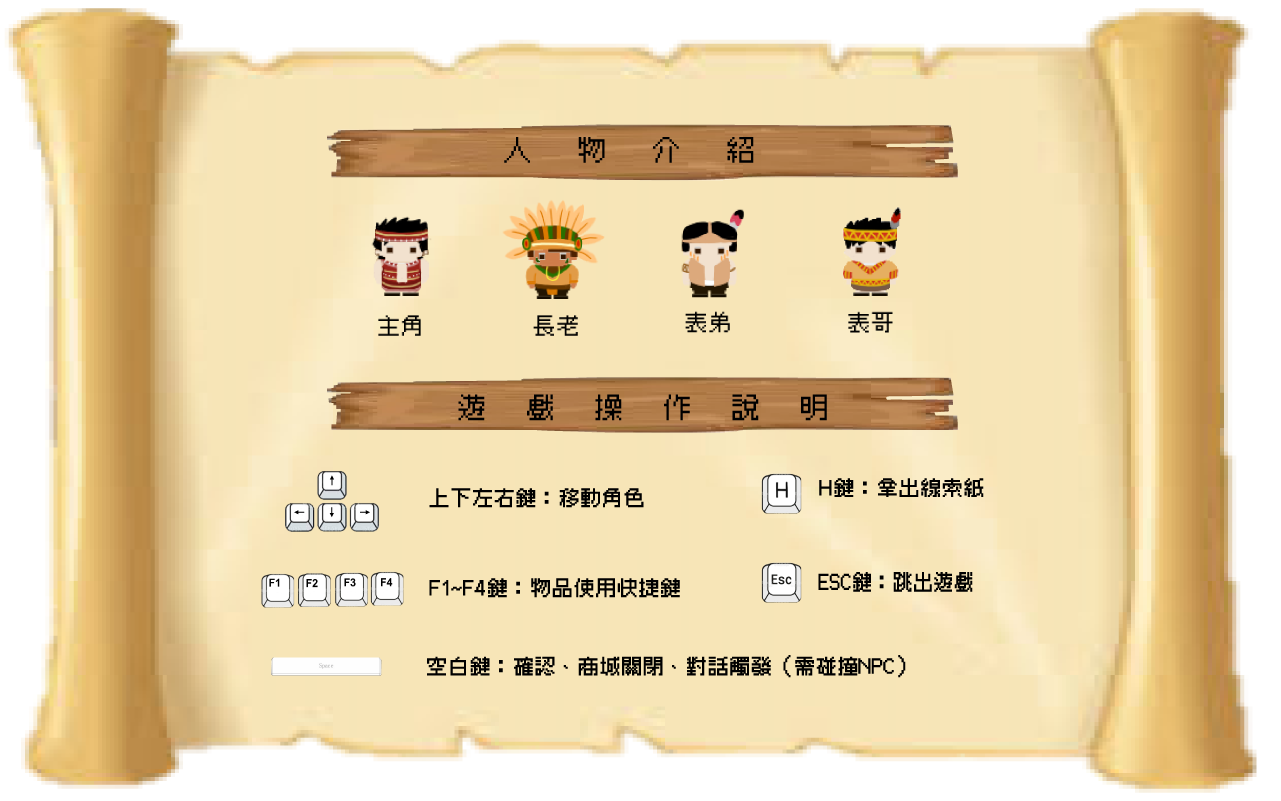 人物介紹
主角 長老 表弟 表哥
遊戲操作說明
↑
← ↓ →
上下左右鍵：移動角色
H
H鍵：拿出線索紙
F1 F2 F3 F4
F1~F4鍵：物品使用快捷鍵
Esc
ESC鍵：跳出遊戲
Space
空白鍵：確認、商城關閉、對話觸發（需碰撞NPC）